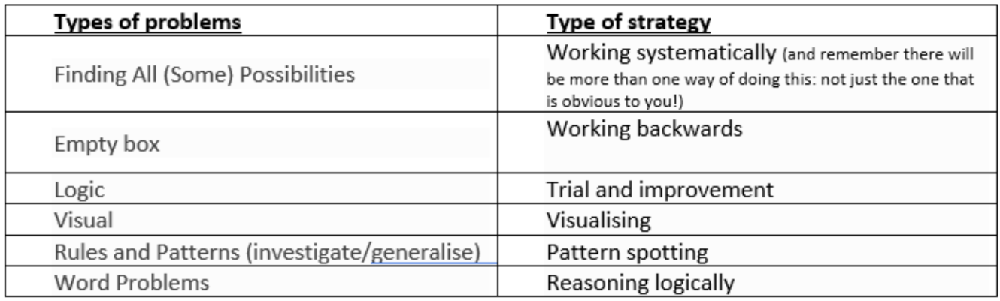 Types of problems
Type of strategy
Finding All (Some) Possibilities
Working systematically (and remember there will
be more than one way of doing this: not just the one that
is obvious to you!)
Empty box
Working backwards
Logic
Trial and improvement
Visual
Visualising
Rules and Patterns (investigate/generalise)
Pattern spotting
Word Problems
Reasoning logically